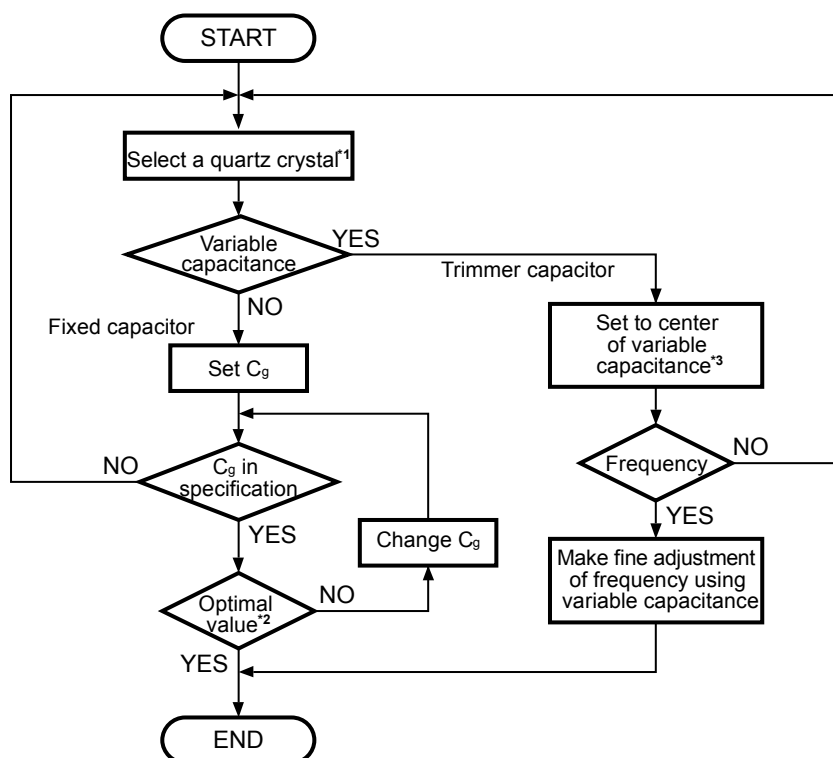 START
Select a quartz crystal*1
Variable
capacitance
YES
Trimmer capacitor
NO
Fixed capacitor
Set Cg
Set to center
of variable
capacitance*3
NO
Cg in
specification
YES
Frequency
NO
YES
Change Cg
Make fine adjustment
of frequency using
variable capacitance
Optimal
value*2
NO
YES
END